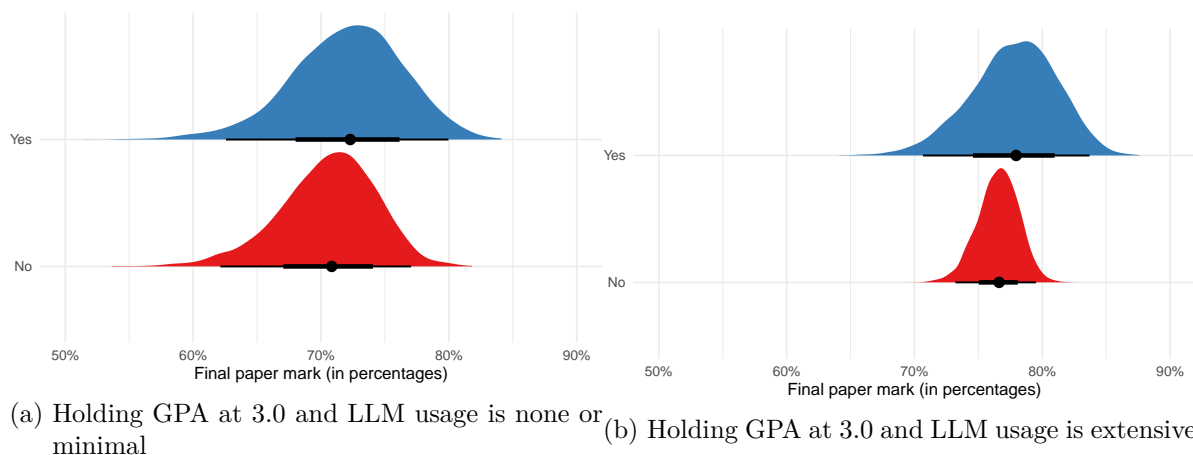 Yes
No
50%
60%
70%
80%
90%
Final paper mark (in percentages)
(a) Holding GPA at 3.0 and LLM usage is none or
minimal
Yes
No
50%
60%
70%
80%
90%
Final paper mark (in percentages)
(b) Holding GPA at 3.0 and LLM usage is extensive